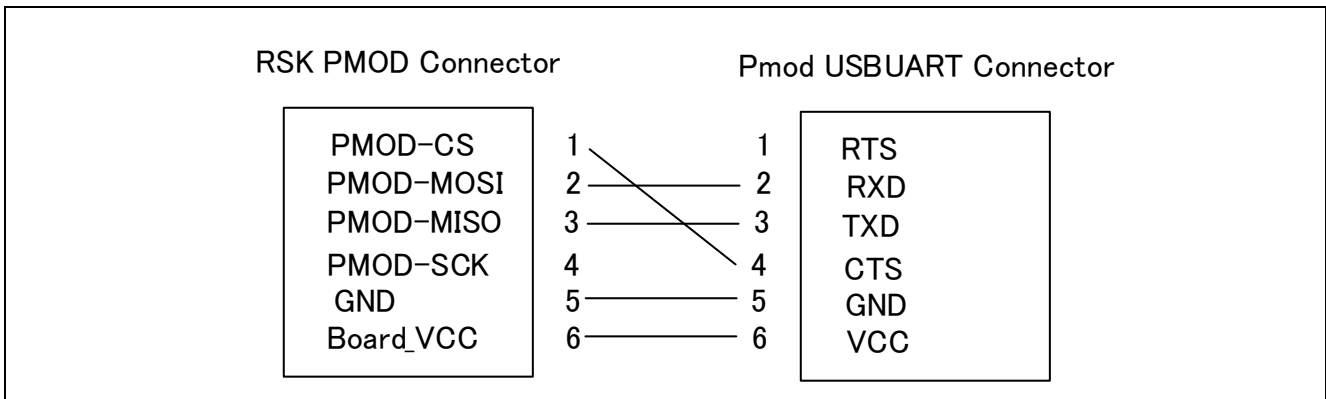 RSK PMOD Connector Pmod USBUART Connector
PMOD-CS 1 1 RTS
PMOD-MOSI 2 2 RXD
PMOD-MISO 3 3 TXD
PMOD-SCK 4 4 CTS
GND 5 5 GND
Board_VCC 6 6 VCC